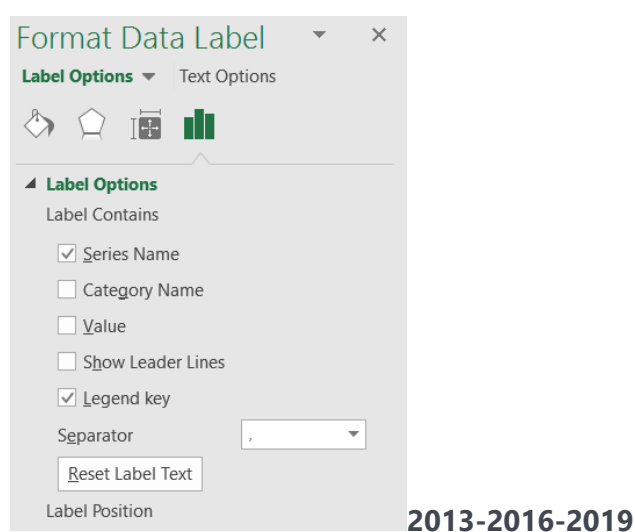 Format Data Label
Label Options Text Options
Label Options
Label Contains
Series Name
Category Name
Value
Show Leader Lines
Legend key
Separator ,
Reset Label Text
Label Position
2013-2016-2019